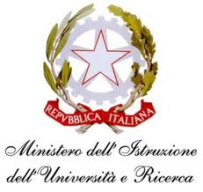 REPVBBLICA ITALIANA
Ministero dell'Istruzione
dell'Università e Ricerca